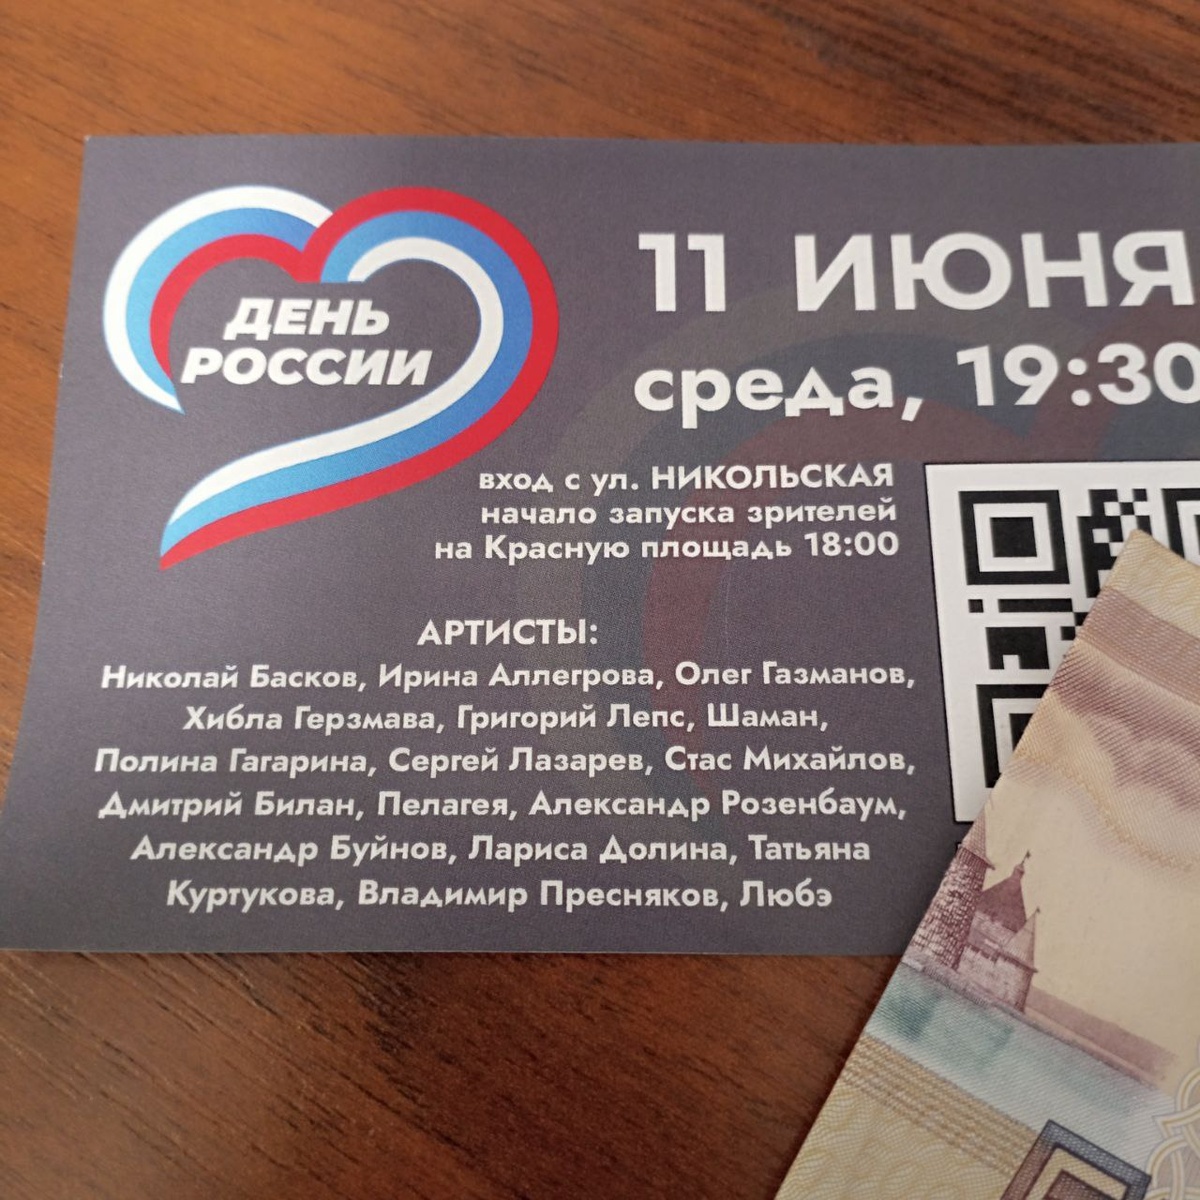 ДЕНЬ
РОССИИ
11 ИЮНЯ
среда, 19:30
вход с ул. НИКОЛЬСКАЯ
начало запуска зрителей
на Красную площадь 18:00
АРТИСТЫ:
Николай Басков, Ирина Аллегрова, Олег Газманов,
Хибла Герзмава, Григорий Лепс, Шаман,
Полина Гагарина, Сергей Лазарев, Стас Михайлов,
Дмитрий Билан, Пелагея, Александр Розенбаум,
Александр Буйнов, Лариса Долина, Татьяна
Куртукова, Владимир Пресняков, Любэ